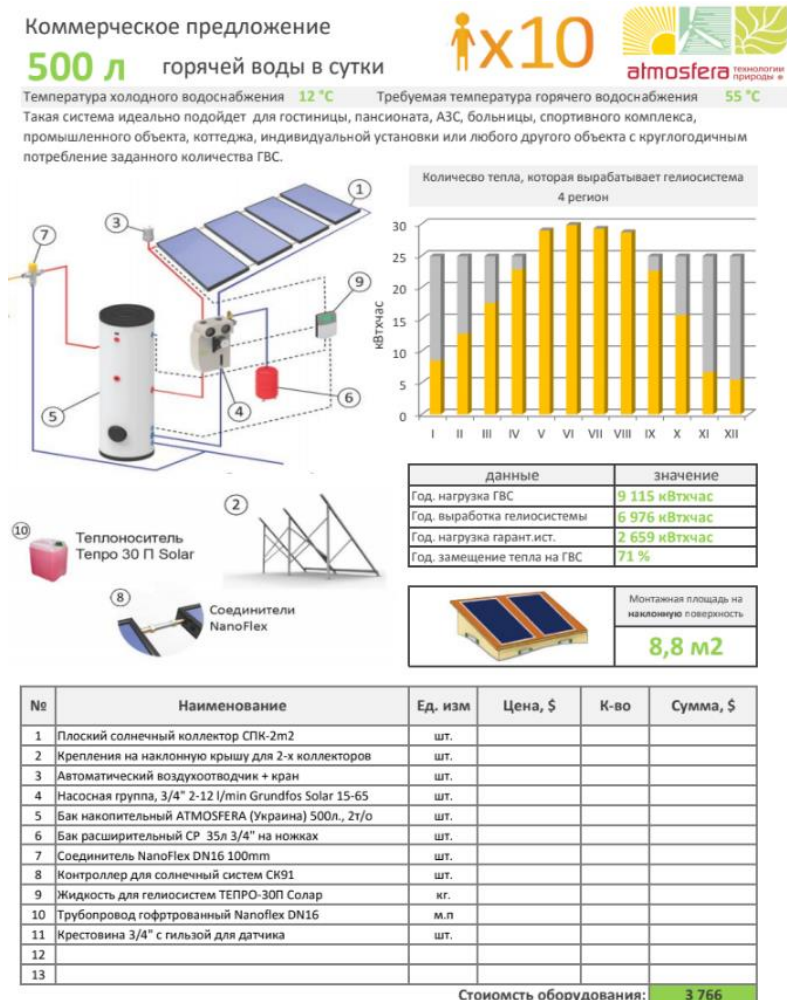 Коммерческое предложение
500 л горячей воды в сутки
x10
atmosfera технологии природы ®
Температура холодного водоснабжения 12 °C Требуемая температура горячего водоснабжения 55 °C
Такая система идеально подойдет для гостиницы, пансионата, АЗС, больницы, спортивного комплекса,
промышленного объекта, коттеджа, индивидуальной установки или любого другого объекта с круглогодичным
потребление заданного количества ГВС.
1
3
7
9
4
6
5
Количесво тепла, которая вырабатывает гелиосистема
4 регион
кВтхчас
30
25
20
15
10
5
0
I II III IV V VI VII VIII IX X XI XII
данные значение
Год. нагрузка ГВС 9 115 кВтхчас
Год. выработка гелиосистемы 6 976 кВтхчас
Год. нагрузка гарант.ист. 2 659 кВтхчас
Год. замещение тепла на ГВС 71 %
2
10
Теплоноситель
Тепро 30 П Solar
8
Соединители
NanoFlex
Монтажная площадь на
наклонную поверхность
8,8 м2
№ Наименование Ед. изм Цена, $ К-во Сумма, $
1 Плоский солнечный коллектор СПК-2m2 шт.
2 Крепления на наклонную крышу для 2-х коллекторов шт.
3 Автоматический воздухоотводчик + кран шт.
4 Насосная группа, 3/4" 2-12 l/min Grundfos Solar 15-65 шт.
5 Бак накопительный ATMOSFERA (Украина) 500л., 2т/о шт.
6 Бак расширительный СР 35л 3/4" на ножках шт.
7 Соединитель NanoFlex DN16 100mm шт.
8 Контроллер для солнечный систем СК91 шт.
9 Жидкость для гелиосистем ТЕПРО-30П Солар кг.
10 Трубопровод гофртрованный Nanoflex DN16 м.п
11 Крестовина 3/4" с гильзой для датчика шт.
12
13
Стоиомсть оборудования: 3 766